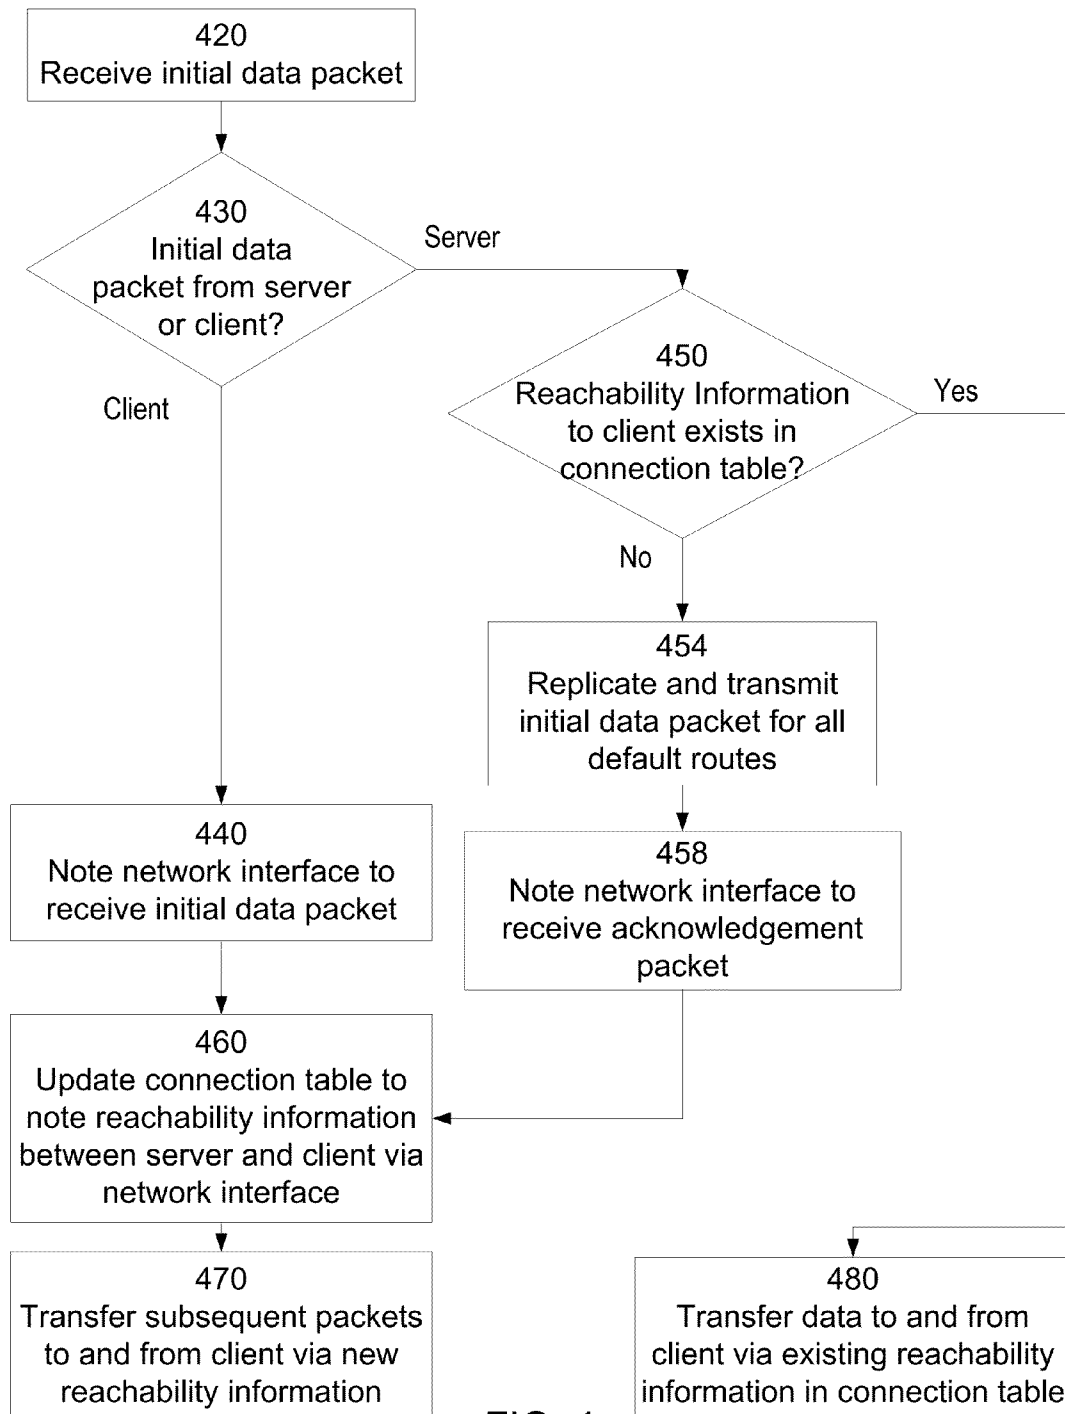 420
Receive initial data packet
430
Initial data
packet from server
or client?
Server
Client
450
Reachability Information
to client exists in
connection table?
Yes
No
454
Replicate and transmit
initial data packet for all
default routes
440
Note network interface to
receive initial data packet
458
Note network interface to
receive acknowledgement
packet
460
Update connection table to
note reachability information
between server and client via
network interface
470
Transfer subsequent packets
to and from client via new
reachability information
480
Transfer data to and from
client via existing reachability
information in connection table